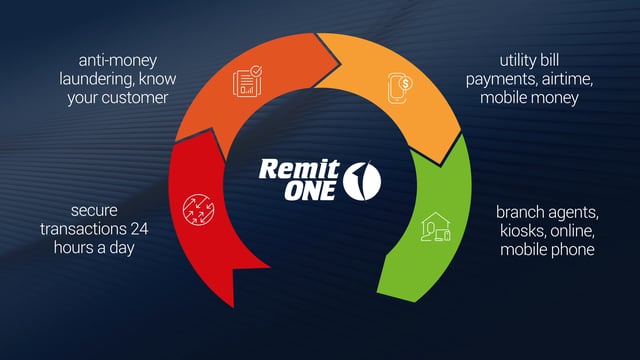 anti-money
laundering, know
your customer
utility bill
payments, airtime,
mobile money
$
Remit
ONE
secure
transactions 24
hours a day
branch agents,
kiosks, online,
mobile phone